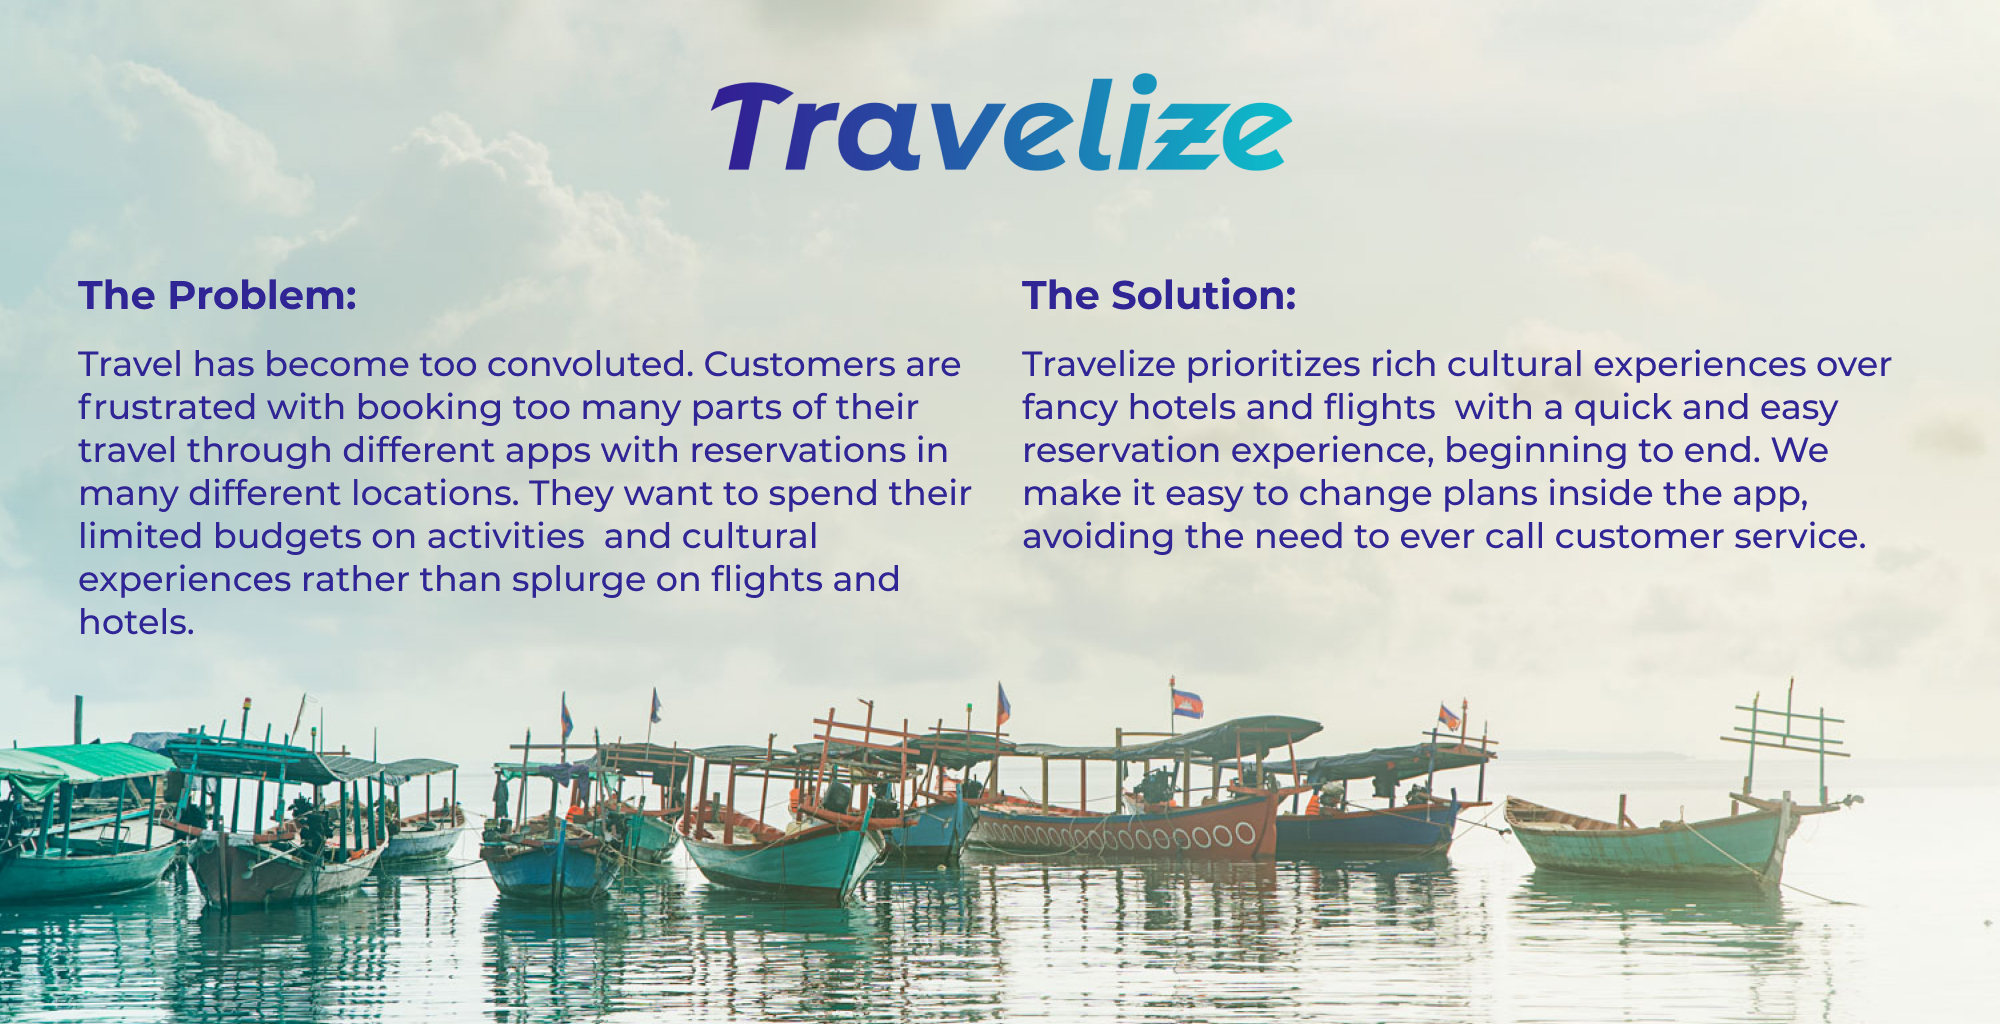 Travelize
The Problem:
Travel has become too convoluted. Customers are
frustrated with booking too many parts of their
travel through different apps with reservations in
many different locations. They want to spend their
limited budgets on activities  and cultural
experiences rather than splurge on flights and
hotels.
The Solution:
Travelize prioritizes rich cultural experiences over
fancy hotels and flights  with a quick and easy
reservation experience, beginning to end. We
make it easy to change plans inside the app,
avoiding the need to ever call customer service.